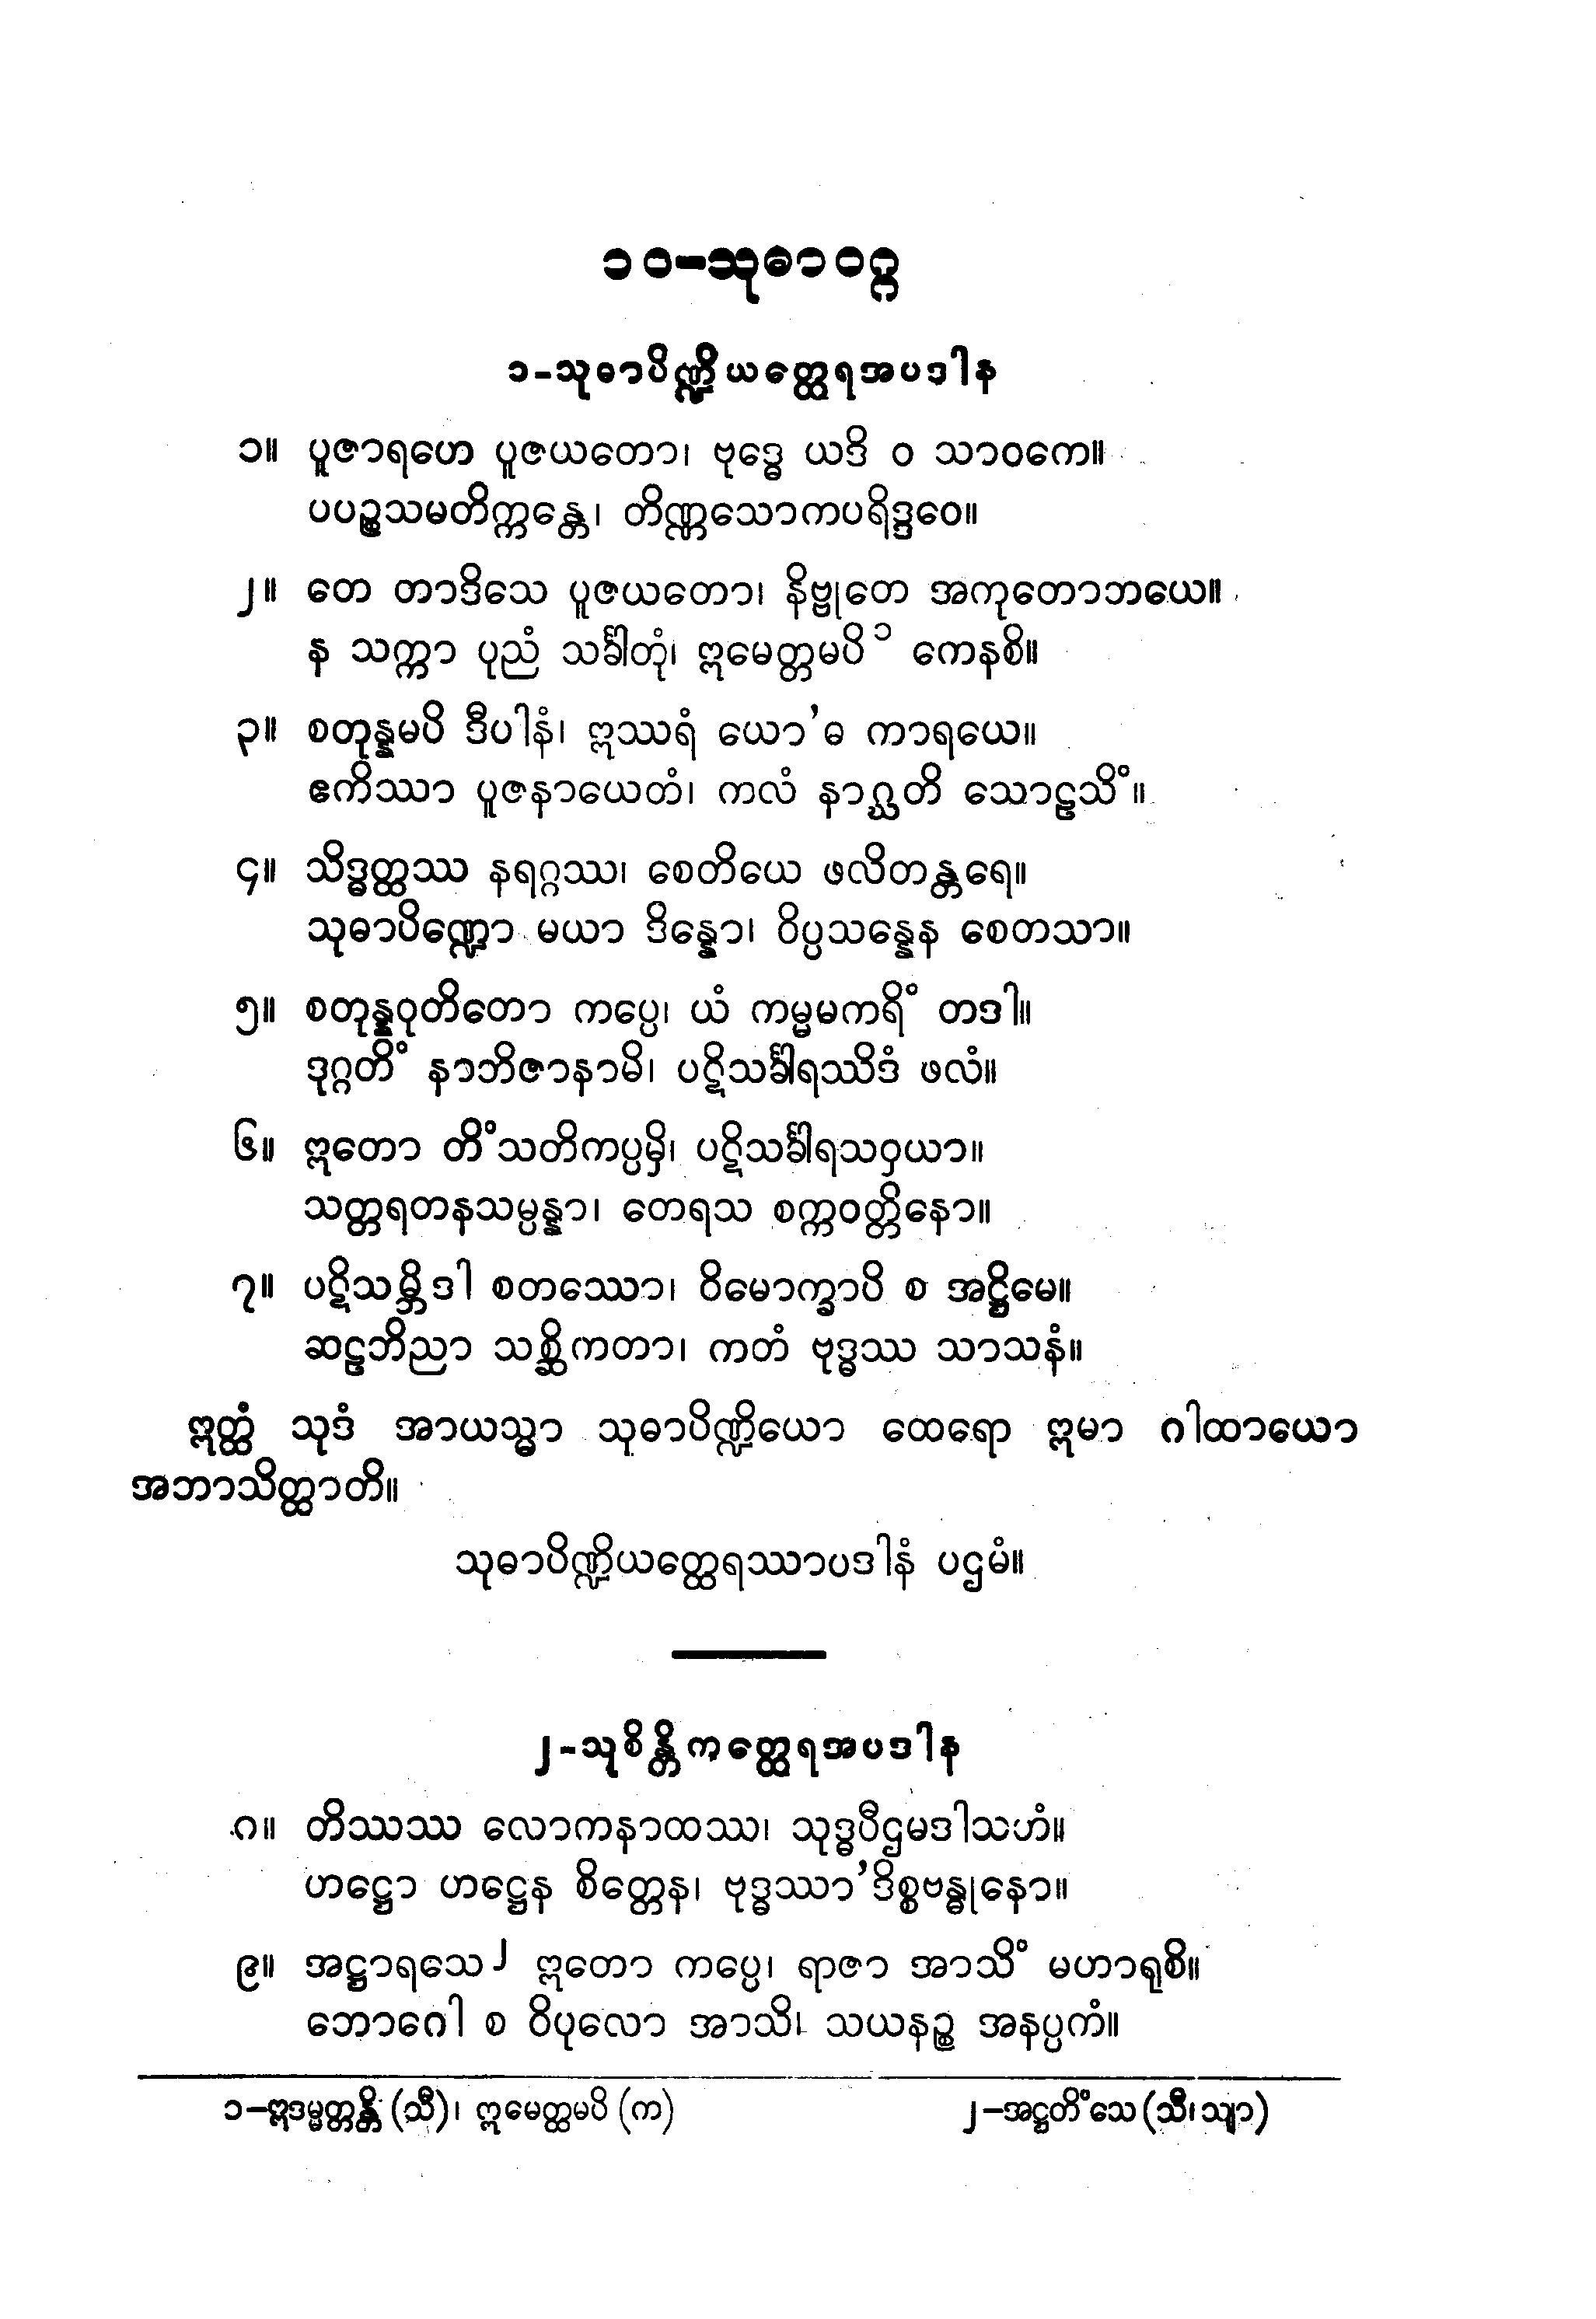 ၁၀-သုဓာဝဂ္ဂ
၁-သုဓာပိဏ္ဍိယတ္ထေရအပဒါန
၁။ ပူဇာရဟေ ပူဇယတော၊ ဗုဒ္ဓေ ယဒိ ဝ သာဝကေ။
ပပဉ္စသမတိက္ကန္တေ၊ တိဏ္ဏသောကပရိဒ္ဒဝေ။
၂။ တေ တာဒိသေ ပူဇယတော၊ နိဗ္ဗုတေ အကုတောဘယေ။
န သက္ကာ ပုညံ သင်္ခါတုံ၊ ဣမေတ္တမပိ ၁ ကေနစိ။
၃။ စတုန္နမပိ ဒီပါနံ၊ ဣဿရံ ယော’ဓ ကာရယေ။
ဧကိဿာ ပူဇနာယေတံ၊ ကလံ နာဂ္ဃတိ သောဠသိံ။
၄။ သိဒ္ဓတ္ထဿ နရဂ္ဂဿ၊ စေတိယေ ဖလိတန္တရေ။
သုဓာပိဏ္ဍော မယာ ဒိန္နော၊ ဝိပ္ပသန္နေန စေတသာ။
၅။ စတုန္နဝုတိတော ကပ္ပေ၊ ယံ ကမ္မမကရိံ တဒါ။
ဒုဂ္ဂတိံ နာဘိဇာနာမိ၊ ပဋိသင်္ခါရဿိဒံ ဖလံ။
၆။ ဣတော တိံသတိကပ္ပမှိ၊ ပဋိသင်္ခါရသဝှယာ။
သတ္တရတနသမ္ပန္နာ၊ တေရသ စက္ကဝတ္တိနော။
၇။ ပဋိသမ္ဘိဒါ စတဿော၊ ဝိမောက္ခာပိ စ အဋ္ဌိမေ။
ဆဠဘိညာ သစ္ဆိကတာ၊ ကတံ ဗုဒ္ဓဿ သာသနံ။
ဣတ္ထံ သုဒံ အာယသ္မာ သုဓာပိဏ္ဍိယော ထေရော ဣမာ ဂါထာယော
အဘာသိတ္ထာတိ။
သုဓာပိဏ္ဍိယတ္ထေရဿာပဒါနံ ပဌမံ။
၂-သုစိန္တိကတ္ထေရအပဒါန
၈။ တိဿဿ လောကနာထဿ၊ သုဒ္ဓပီဌမဒါသဟံ။
ဟဋ္ဌော ဟဋ္ဌေန စိတ္တေန၊ ဗုဒ္ဓဿာ’ဒိစ္စဗန္ဓုနော။
၉။ အဋ္ဌာရသေ ၂ ဣတော ကပ္ပေ၊ ရာဇာ အာသိံ မဟာရုစိ။
ဘောဂေါ စ ဝိပုလော အာသိ၊ သယနဉ္စ အနပ္ပကံ။
၁-ဣဒမ္မတ္တန္တိ (သီ)၊ ဣမေတ္ထမပိ (က) ၂-အဋ္ဌတိံသေ (သီ၊ သျာ)